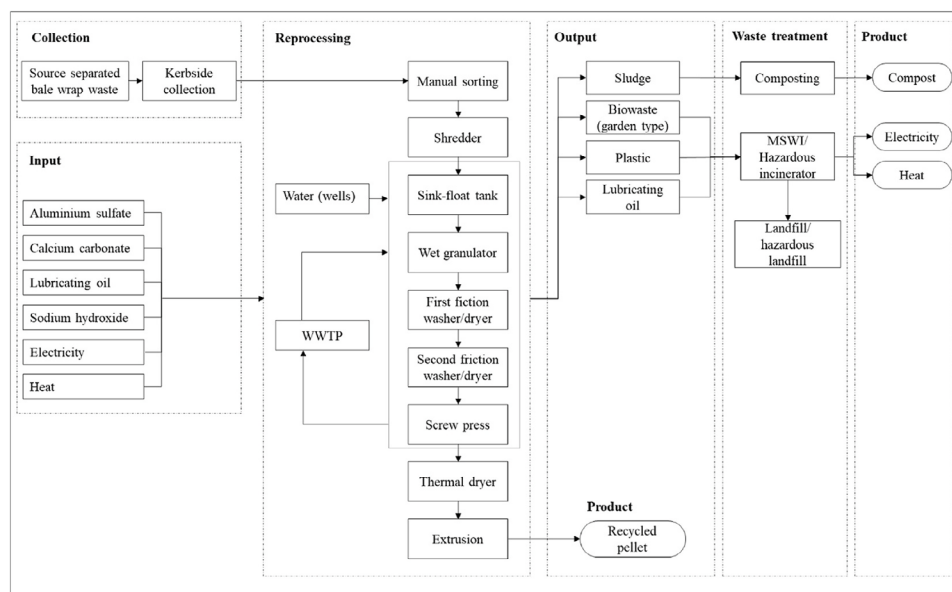 Collection
Source separated
bale wrap waste
Kerbside
collection
Input
Aluminium sulfate
Calcium carbonate
Lubricating oil
Sodium hydroxide
Electricity
Heat
Reprocessing
Manual sorting
Shredder
Water (wells)
Sink-float tank
Wet granulator
First fiction
washer/dryer
WWTP
Second friction
washer/dryer
Screw press
Thermal dryer
Extrusion
Output
Sludge
Biowaste
(garden type)
Plastic
Lubricating
oil
Product
Recycled
pellet
Waste treatment
Composting
MSWI/
Hazardous
incinerator
Landfill/
hazardous
landfill
Product
Compost
Electricity
Heat